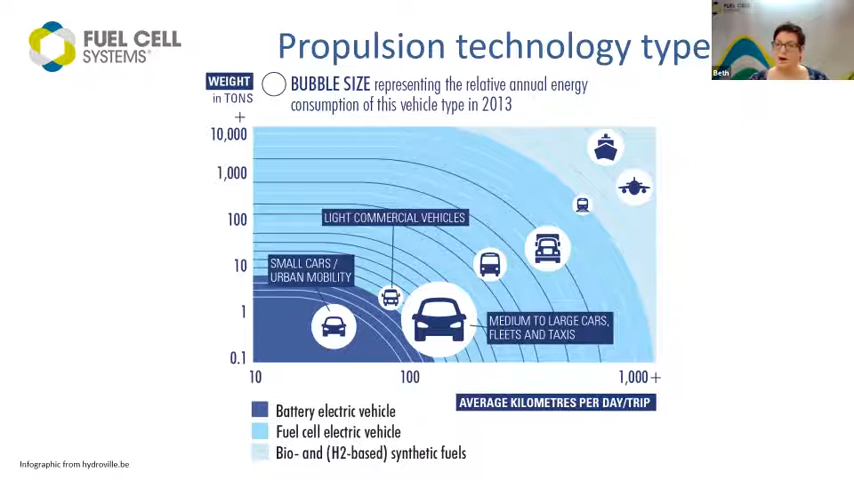 FUEL CELL
SYSTEMS
Propulsion technology type
Beth
WEIGHT
in TONS
BUBBLE SIZE representing the relative annual energy
consumption of this vehicle type in 2013
+
10,000
1,000
100
10
1
0.1
LIGHT COMMERCIAL VEHICLES
SMALL CARS /
URBAN MOBILITY
MEDIUM TO LARGE CARS,
FLEETS AND TAXIS
10
100
1,000+
AVERAGE KILOMETRES PER DAY/TRIP
Battery electric vehicle
Fuel cell electric vehicle
Bio- and (H2-based) synthetic fuels
Infographic from hydroville.be